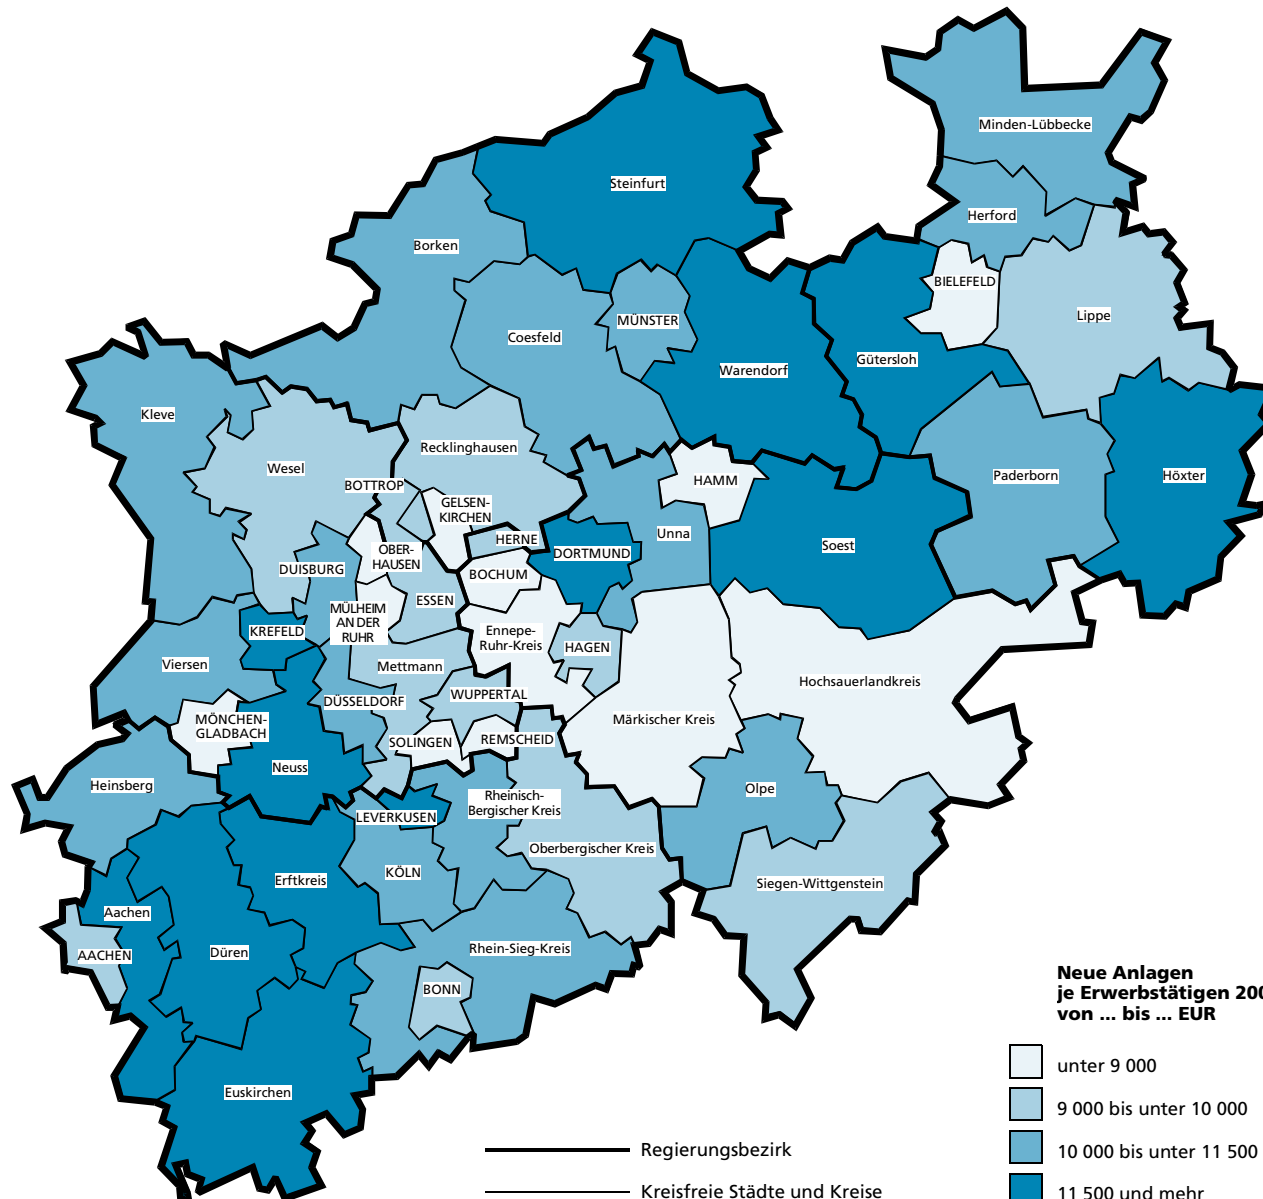 Minden-Lübbecke
Steinfurt
Herford
Borken
BIELEFELD
Lippe
MÜNSTER
Coesfeld
Gütersloh
Warendorf
Kleve
Recklinghausen
Wesel
Paderborn
Höxter
HAMM
BOTTROP
GELSEN-
KIRCHEN
Unna
HERNE
Soest
DORTMUND
OBER-
HAUSEN
DUISBURG
BOCHUM
ESSEN
MÜLHEIM
AN DER
RUHR
KREFELD
Ennepe-
Ruhr-Kreis
HAGEN
Viersen
Mettmann
Hochsauerlandkreis
WUPPERTAL
DÜSSELDORF
MÖNCHEN-
GLADBACH
Märkischer Kreis
SOLINGEN
REMSCHEID
Neuss
Heinsberg
Olpe
Rheinisch-
Bergischer Kreis
LEVERKUSEN
Oberbergischer Kreis
KÖLN
Erftkreis
Siegen-Wittgenstein
Aachen
Rhein-Sieg-Kreis
Düren
AACHEN
BONN
Euskirchen
Neue Anlagen
je Erwerbstätigen
von ... bis ... EUR
unter 9 000
9 000 bis unter 10 000
10 000 bis unter 11 500
11 500 und mehr
Regierungsbezirk
Kreisfreie Städte und Kreise